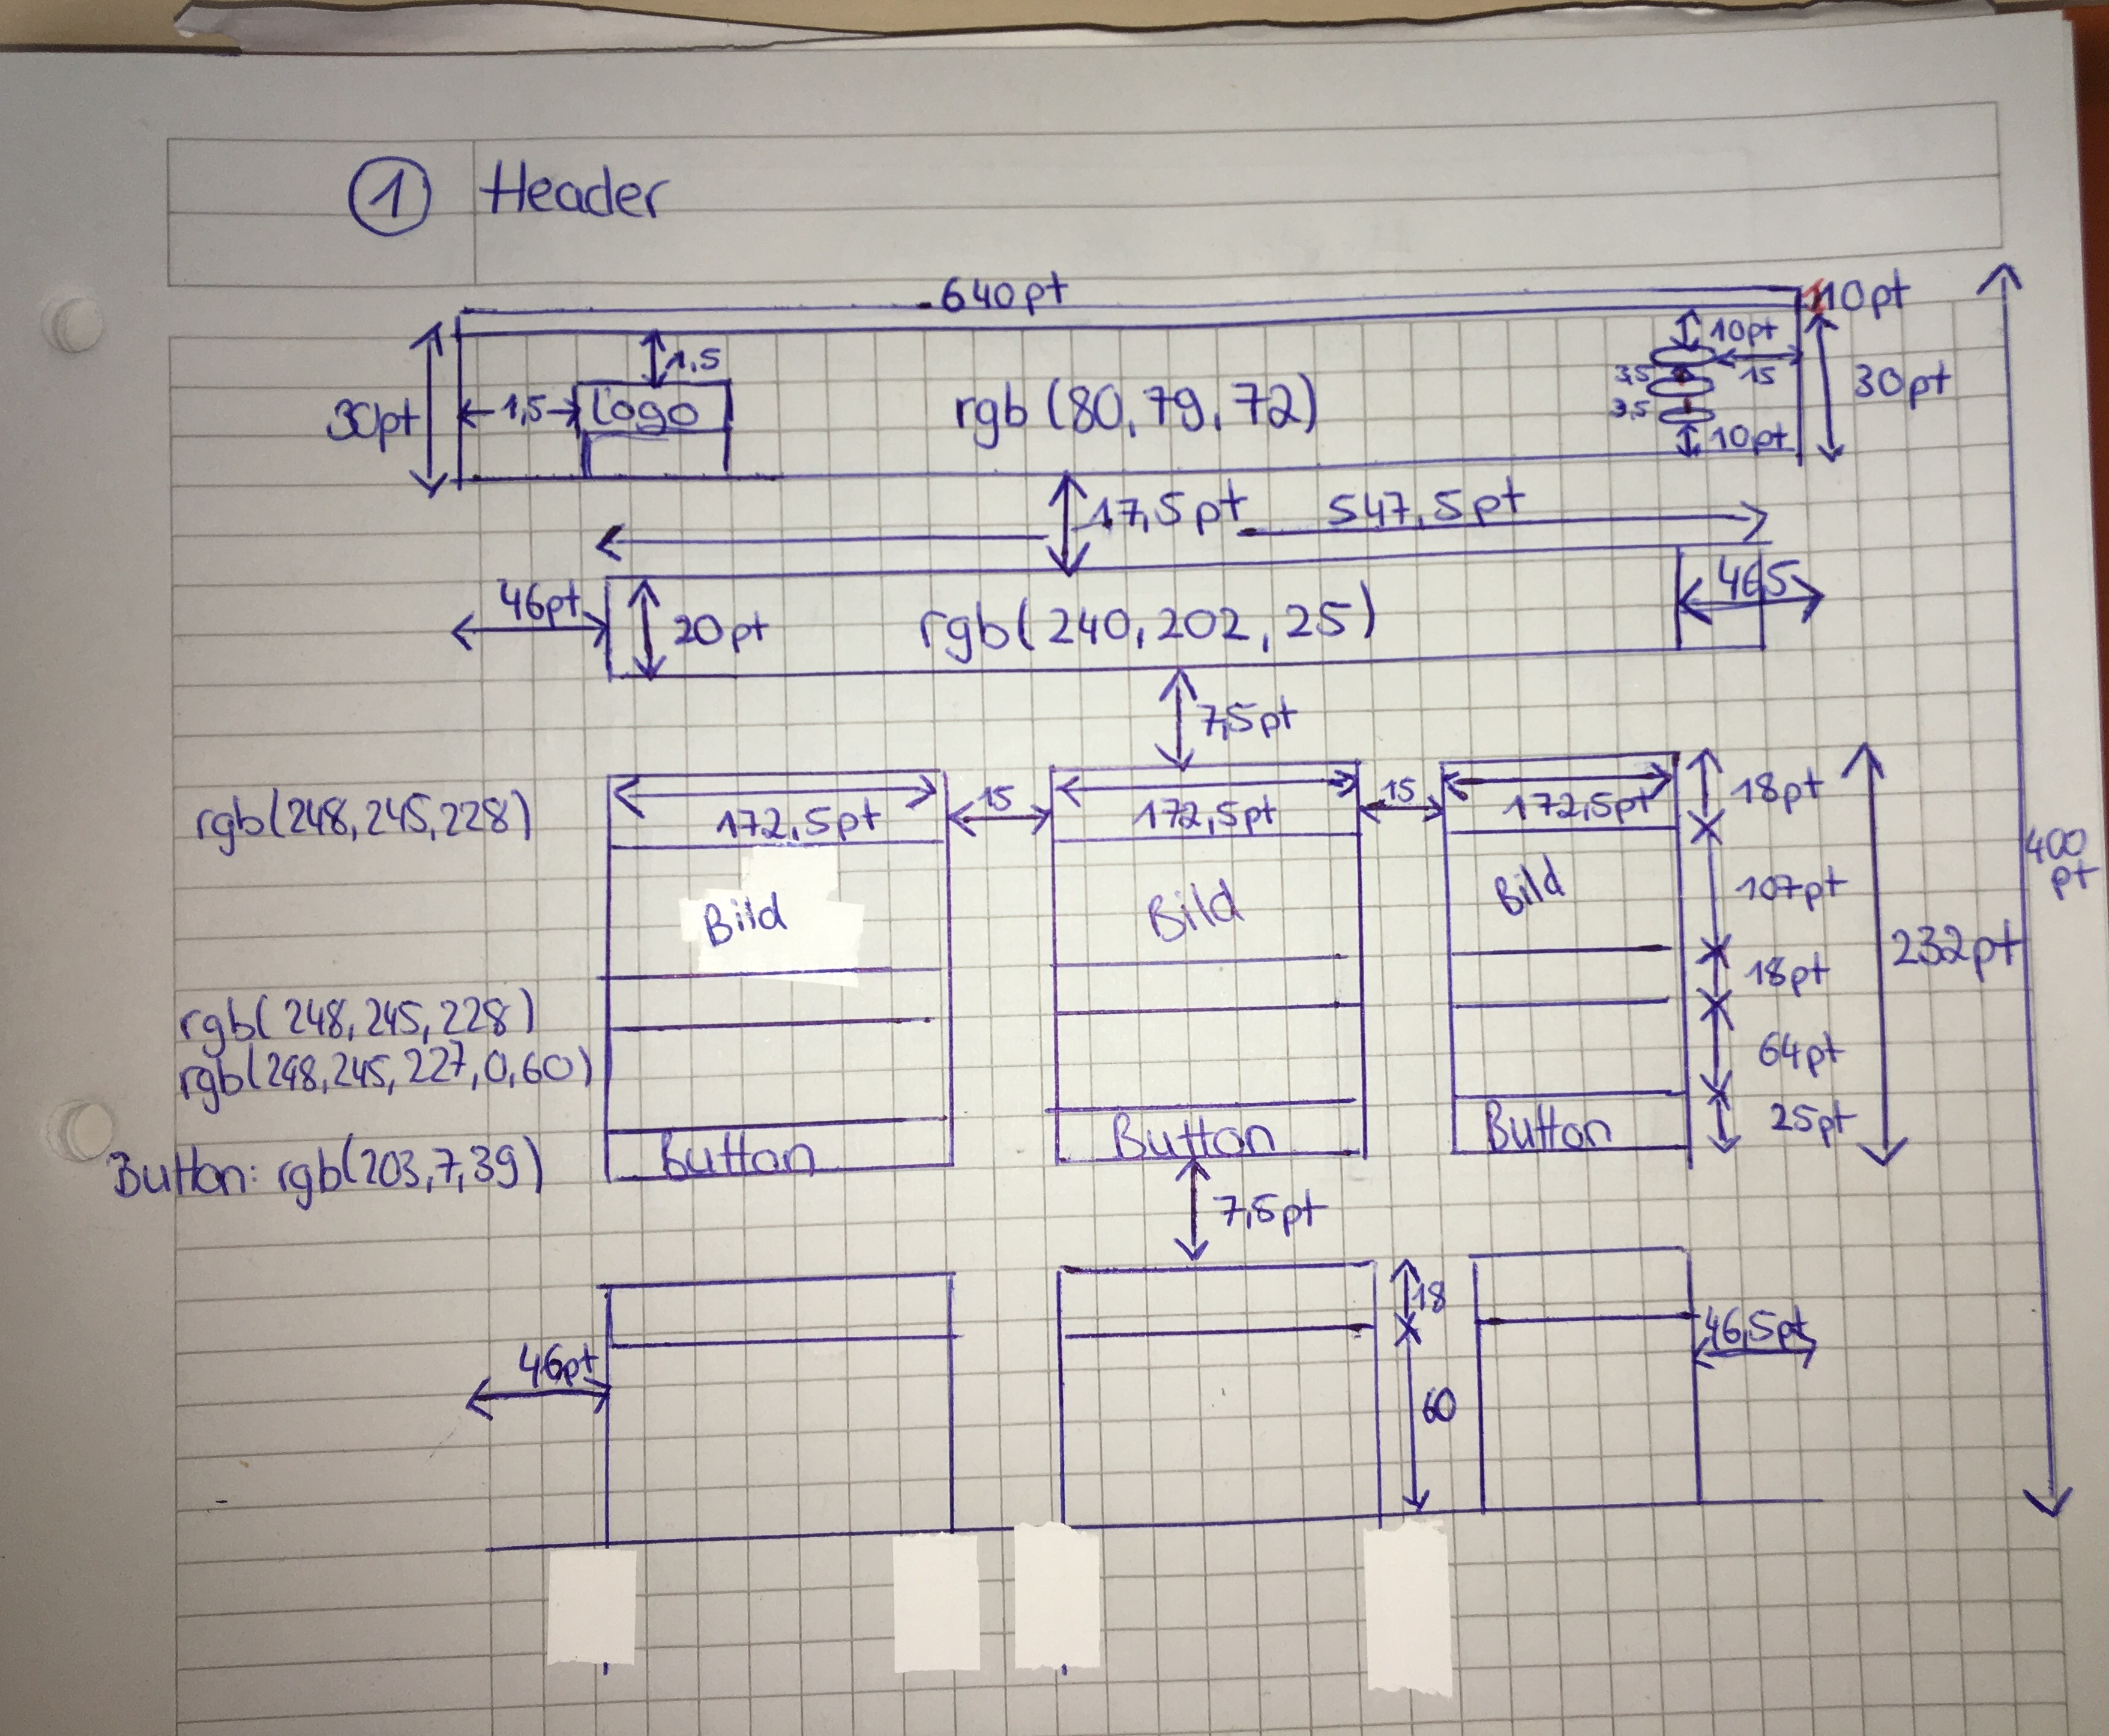 1 Header
640pt
10pt
1,5
10pt
30pt
1,5
Logo
rgb (80,79,72)
3,5
15
30pt
3,5
10pt
17,5pt
547,5pt
46pt
20pt
rgb(240,202,25)
46,5
7,5pt
rgb(248,245,228)
172,5pt
15
172,5pt
15
172,5pt
18pt
400
pt
Bild
Bild
Bild
107pt
232pt
18pt
rgb(248,245,228)
rgb(248,245,227,0,60)
64pt
Button: rgb(203,7,39)
Button
Button
Button
25pt
7,5pt
18
46,5pt
46pt
60